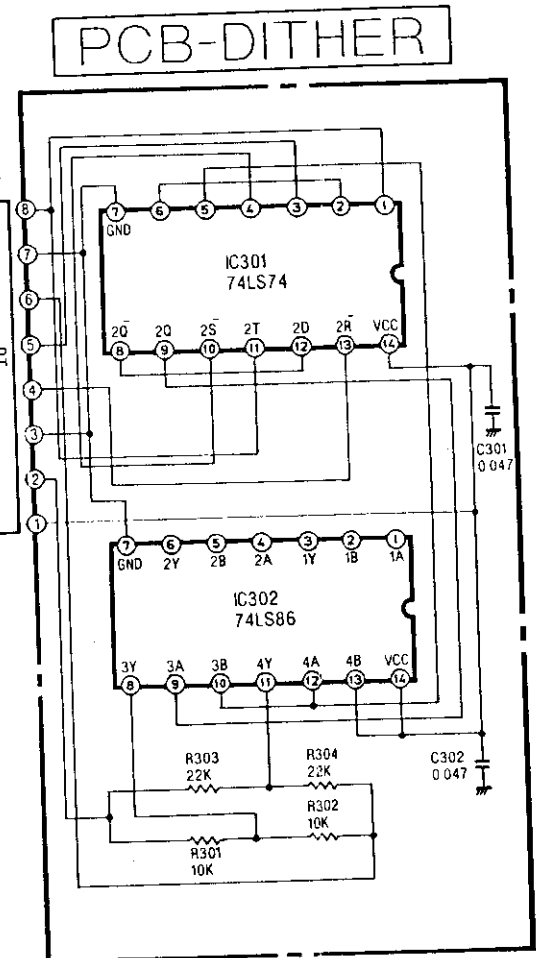 PCB-DITHER
8
7
6
5
4
3
2
1
7 6 5 4 3 2 1
GND
IC301
74LS74
2Q̅ 2Q 2S̅ 2T 2D 2R̅ VCC
8 9 10 11 12 13 14
C301
0.047
7 6 5 4 3 2 1
GND 2Y 2B 2A 1Y 1B 1A
IC302
74LS86
3Y 3A 3B 4Y 4A 4B VCC
8 9 10 11 12 13 14
R303
22K
R304
22K
C302
0.047
R302
10K
R301
10K